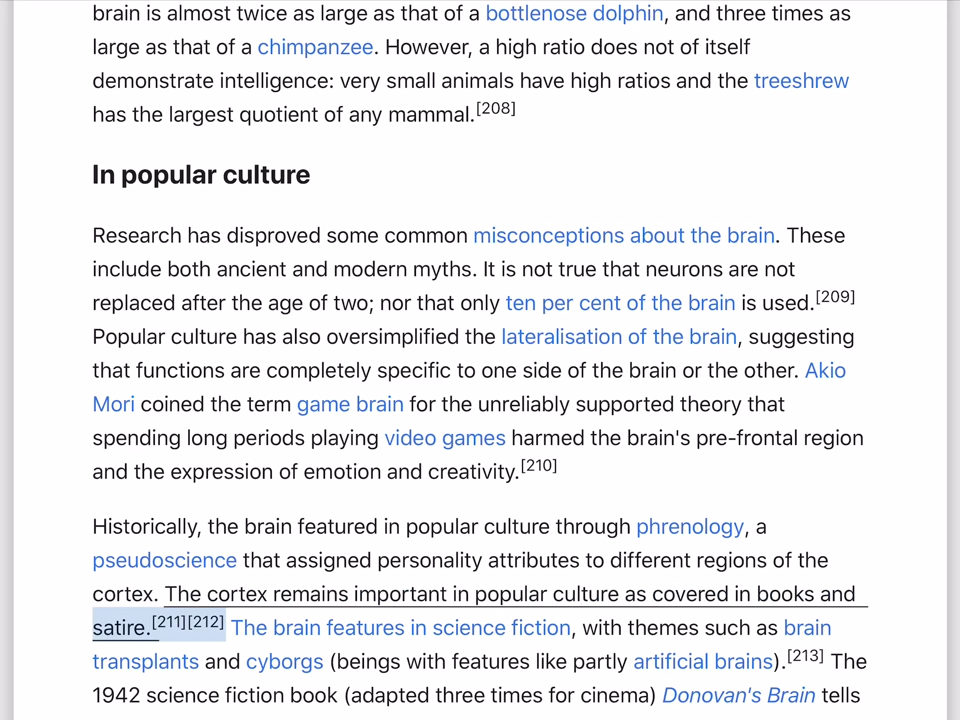 brain is almost twice as large as that of a bottlenose dolphin, and three times as
large as that of a chimpanzee. However, a high ratio does not of itself
demonstrate intelligence: very small animals have high ratios and the treeshrew
has the largest quotient of any mammal.[208]
In popular culture
Research has disproved some common misconceptions about the brain. These
include both ancient and modern myths. It is not true that neurons are not
replaced after the age of two; nor that only ten per cent of the brain is used.[209]
Popular culture has also oversimplified the lateralisation of the brain, suggesting
that functions are completely specific to one side of the brain or the other. Akio
Mori coined the term game brain for the unreliably supported theory that
spending long periods playing video games harmed the brain's pre-frontal region
and the expression of emotion and creativity.[210]
Historically, the brain featured in popular culture through phrenology, a
pseudoscience that assigned personality attributes to different regions of the
cortex. The cortex remains important in popular culture as covered in books and
satire.[211][212] The brain features in science fiction, with themes such as brain
transplants and cyborgs (beings with features like partly artificial brains).[213] The
1942 science fiction book (adapted three times for cinema) Donovan's Brain tells